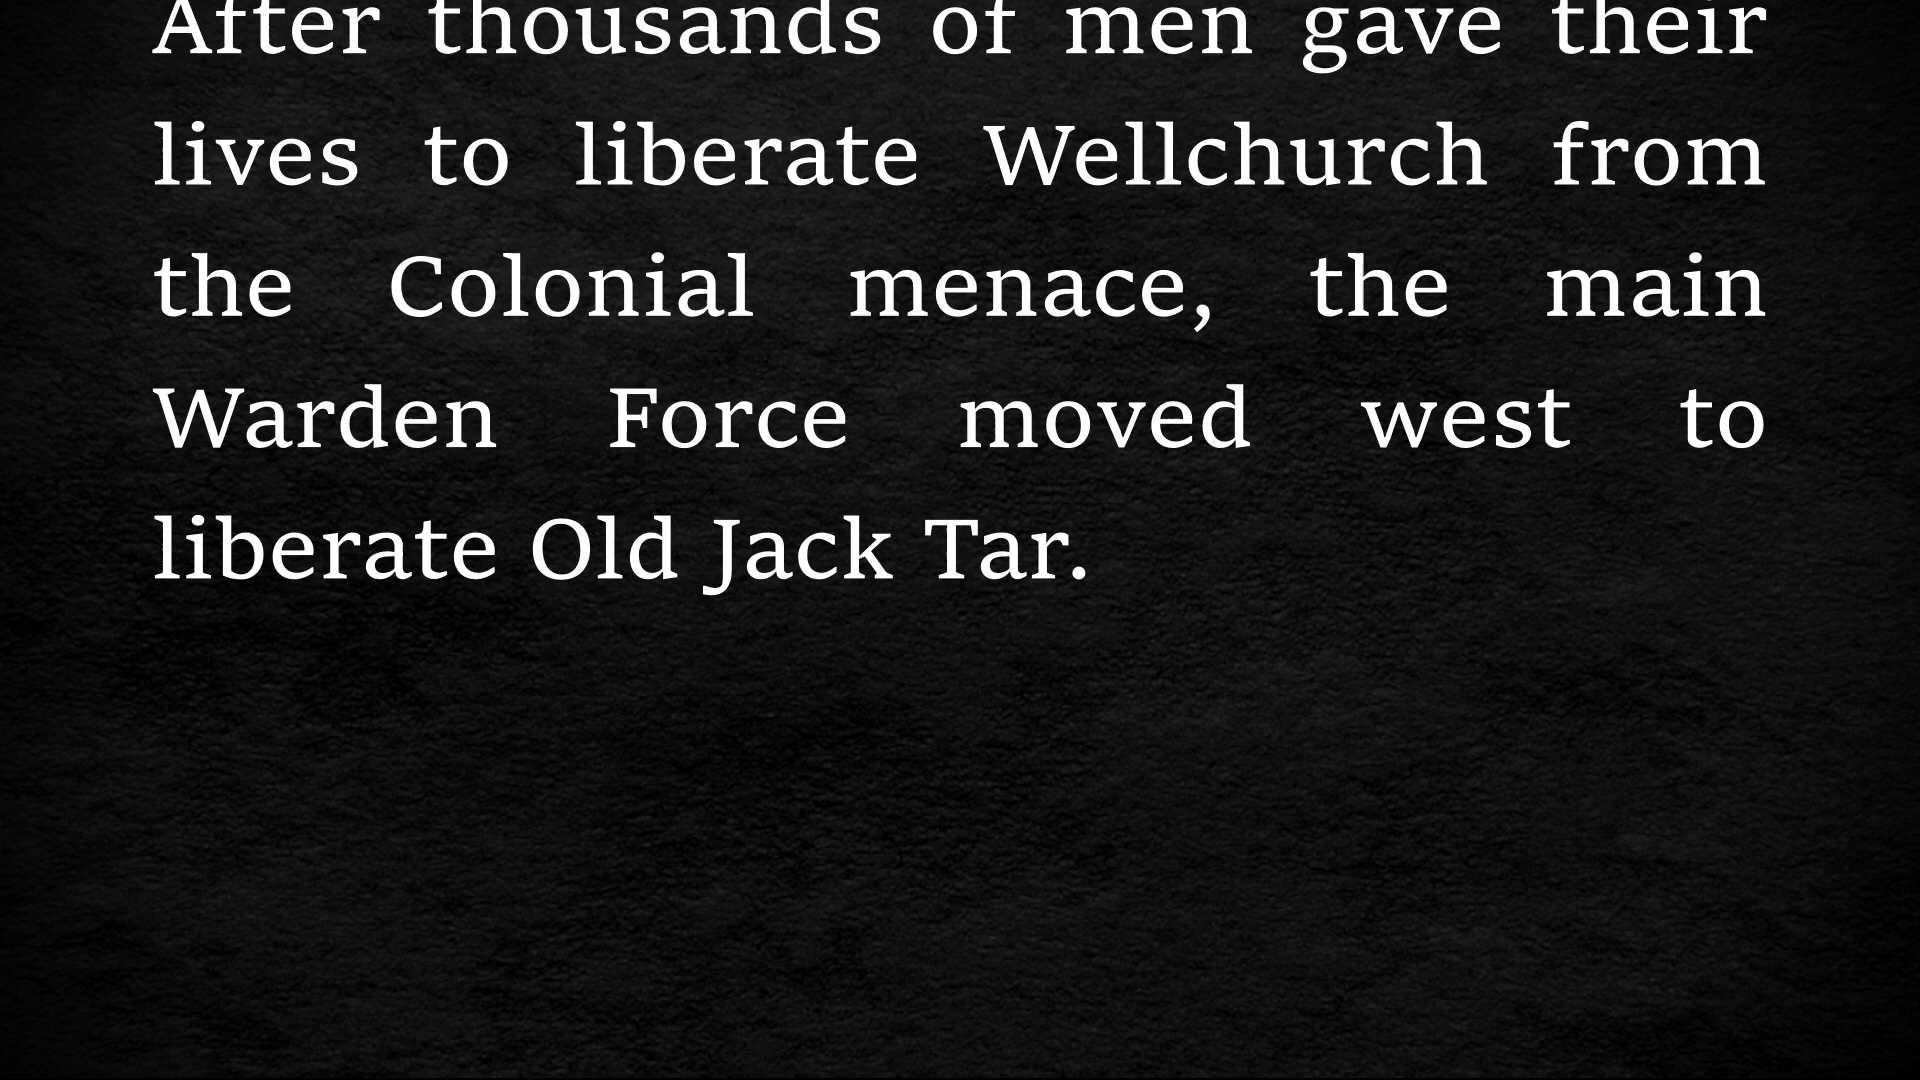 After thousands of men gave their
lives to liberate Wellchurch from
the Colonial menace, the main
Warden Force moved west to
liberate Old Jack Tar.